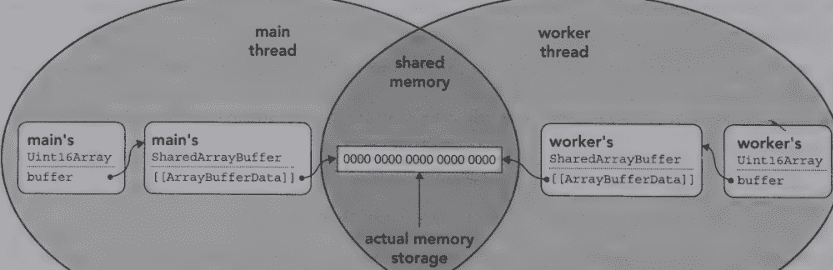 main
thread
worker
thread
shared
memory
main's
Uint16Array
buffer
main's
SharedArrayBuffer
[[ArrayBufferData]]
0000 0000 0000 0000 0000
worker's
SharedArrayBuffer
[[ArrayBufferData]]
worker's
Uint16Array
buffer
actual memory
storage